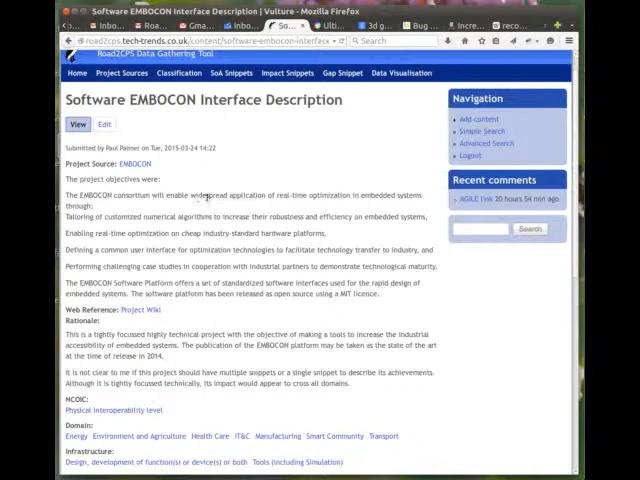 Software EMBOCON Interface Description | Vulture - Mozilla Firefox
Inbo... Roa... Gma... Inbo... So... Ulti 3d g... Bug ... Incre... reco...
road2cps.tech-trends.co.uk/content/software-embocon-interface Search
Road2CPS Data Gathering Tool
Home Project Sources Classification SoA Snippets Impact Snippets Gap Snippet Data Visualisation
Software EMBOCON Interface Description
View Edit
Submitted by Paul Palmer on Tue, 2015-03-24 14:22
Project Source: EMBOCON
The project objectives were:
The EMBOCON consortium will enable widespread application of real-time optimization in embedded systems
through:
Tailoring of customized numerical algorithms to increase their robustness and efficiency on embedded systems,
Enabling real-time optimization on cheap industry-standard hardware platforms,
Defining a common user interface for optimization technologies to facilitate technology transfer to industry, and
Performing challenging case studies in cooperation with industrial partners to demonstrate technological maturity.
The EMBOCON Software Platform offers a set of standardized software interfaces used for the rapid design of
embedded systems. The software platform has been released as open source using a MIT licence.
Web Reference: Project Wiki
Rationale:
This is a tightly focussed highly technical project with the objective of making a tools to increase the industrial
accessibility of embedded systems. The publication of the EMBOCON platform may be taken as the state of the art
at the time of release in 2014.
It is not clear to me if this project should have multiple snippets or a single snippet to describe its achievements.
Although it is tightly focussed technically, its impact would appear to cross all domains.
NCOIC:
Physical interoperability level
Domain:
Energy Environment and Agriculture Health Care IT&C Manufacturing Smart Community Transport
Infrastructure:
Design, development of function(s) or device(s) or both Tools (including Simulation)
Navigation
Add content
Simple Search
Advanced Search
Logout
Recent comments
AGILE link 20 hours 54 min ago
Search